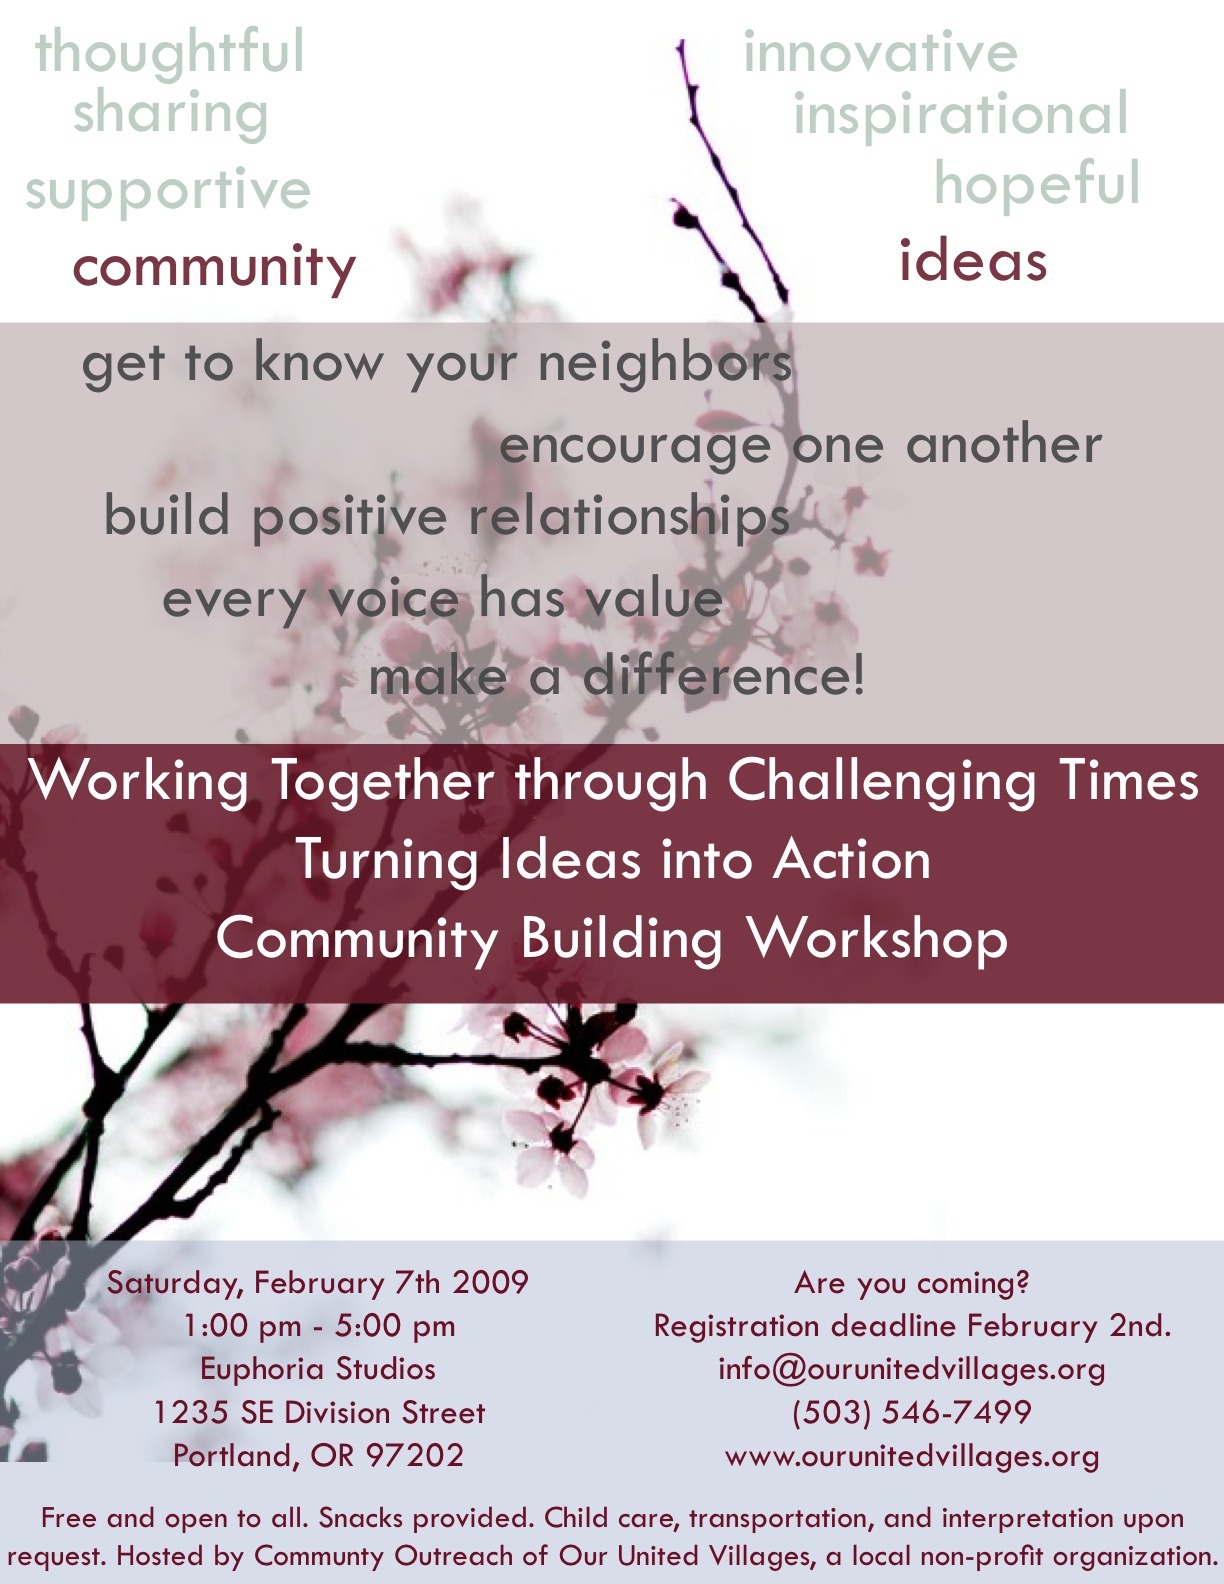 thoughtful
sharing
supportive
community
innovative
inspirational
hopeful
ideas
get to know your neighbors
encourage one another
build positive relationships
every voice has value
make a difference!
Working Together through Challenging Times
Turning Ideas into Action
Community Building Workshop
Saturday, February 7th 2009
1:00 pm - 5:00 pm
Euphoria Studios
1235 SE Division Street
Portland, OR 97202
Are you coming?
Registration deadline February 2nd.
info@ourunitedvillages.org
(503) 546-7499
www.ourunitedvillages.org
Free and open to all. Snacks provided. Child care, transportation, and interpretation upon
request. Hosted by Communty Outreach of Our United Villages, a local non-profit organization.